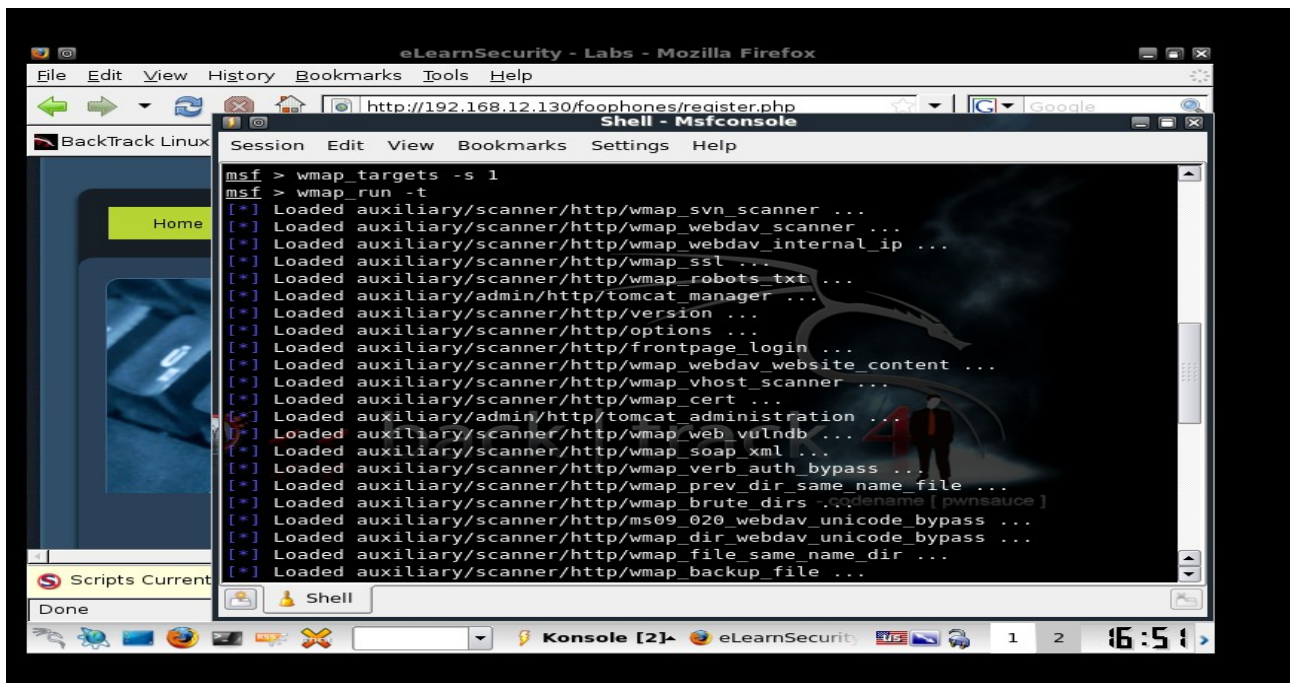 eLearnSecurity - Labs - Mozilla Firefox
File Edit View History Bookmarks Tools Help
http://192.168.12.130/foophones/register.php
Google
BackTrack Linux
Home
Shell - Msfconsole
Session Edit View Bookmarks Settings Help
msf > wmap_targets -s 1
msf > wmap_run -t
[*] Loaded auxiliary/scanner/http/wmap_svn_scanner ...
[*] Loaded auxiliary/scanner/http/wmap_webdav_scanner ...
[*] Loaded auxiliary/scanner/http/wmap_webdav_internal_ip ...
[*] Loaded auxiliary/scanner/http/wmap_ssl ...
[*] Loaded auxiliary/scanner/http/wmap_robots_txt ...
[*] Loaded auxiliary/admin/http/tomcat_manager ...
[*] Loaded auxiliary/scanner/http/version ...
[*] Loaded auxiliary/scanner/http/options ...
[*] Loaded auxiliary/scanner/http/frontpage_login ...
[*] Loaded auxiliary/scanner/http/wmap_webdav_website_content ...
[*] Loaded auxiliary/scanner/http/wmap_vhost_scanner ...
[*] Loaded auxiliary/scanner/http/wmap_cert ...
[*] Loaded auxiliary/admin/http/tomcat_administration ...
[*] Loaded auxiliary/scanner/http/wmap_web_vulndb ...
[*] Loaded auxiliary/scanner/http/wmap_soap_xml ...
[*] Loaded auxiliary/scanner/http/wmap_verb_auth_bypass ...
[*] Loaded auxiliary/scanner/http/wmap_prev_dir_same_name_file ...
[*] Loaded auxiliary/scanner/http/wmap_brute_dirs ...
[*] Loaded auxiliary/scanner/http/ms09_020_webdav_unicode_bypass ...
[*] Loaded auxiliary/scanner/http/wmap_dir_webdav_unicode_bypass ...
[*] Loaded auxiliary/scanner/http/wmap_file_same_name_dir ...
[*] Loaded auxiliary/scanner/http/wmap_backup_file ...
back | track 4
codename [ pwnsauce ]
Scripts Current
Shell
Done
Konsole [2]
eLearnSecurit
us
1 2
16:51